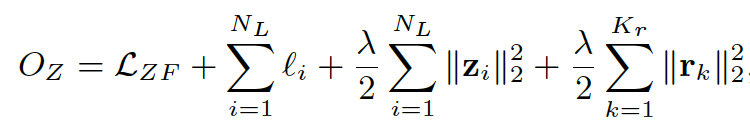 $O_Z = \mathcal{L}_{ZF} + \sum_{i=1}^{N_L} \ell_i + \frac{\lambda}{2} \sum_{i=1}^{N_L} \|\mathbf{z}_i\|_2^2 + \frac{\lambda}{2} \sum_{k=1}^{K_r} \|\mathbf{r}_k\|_2^2.$